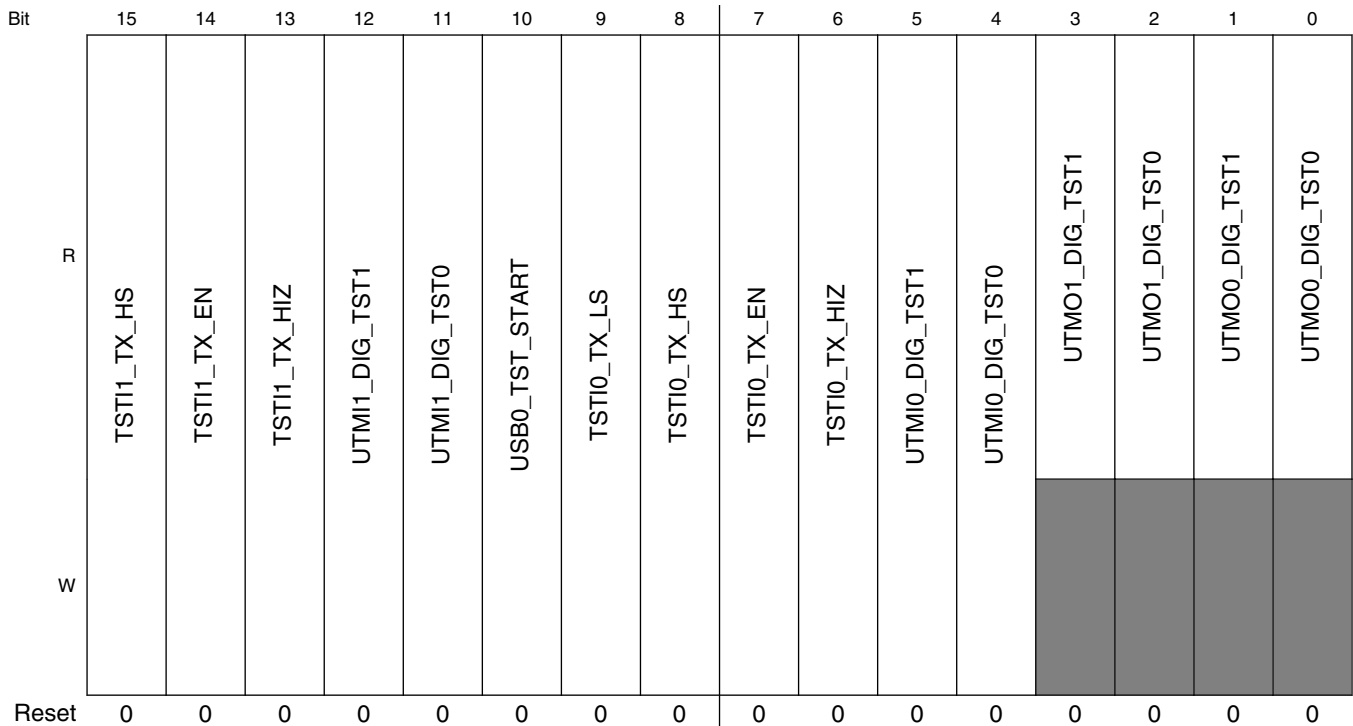 Bit 15 14 13 12 11 10 9 8 7 6 5 4 3 2 1 0
R
TSTI1_TX_HS
TSTI1_TX_EN
TSTI1_TX_HIZ
UTMI1_DIG_TST1
UTMI1_DIG_TST0
USB0_TST_START
TSTI0_TX_LS
TSTI0_TX_HS
TSTI0_TX_EN
TSTI0_TX_HIZ
UTMI0_DIG_TST1
UTMI0_DIG_TST0
UTMO1_DIG_TST1
UTMO1_DIG_TST0
UTMO0_DIG_TST1
UTMO0_DIG_TST0
W
Reset 0 0 0 0 0 0 0 0 0 0 0 0 0 0 0 0